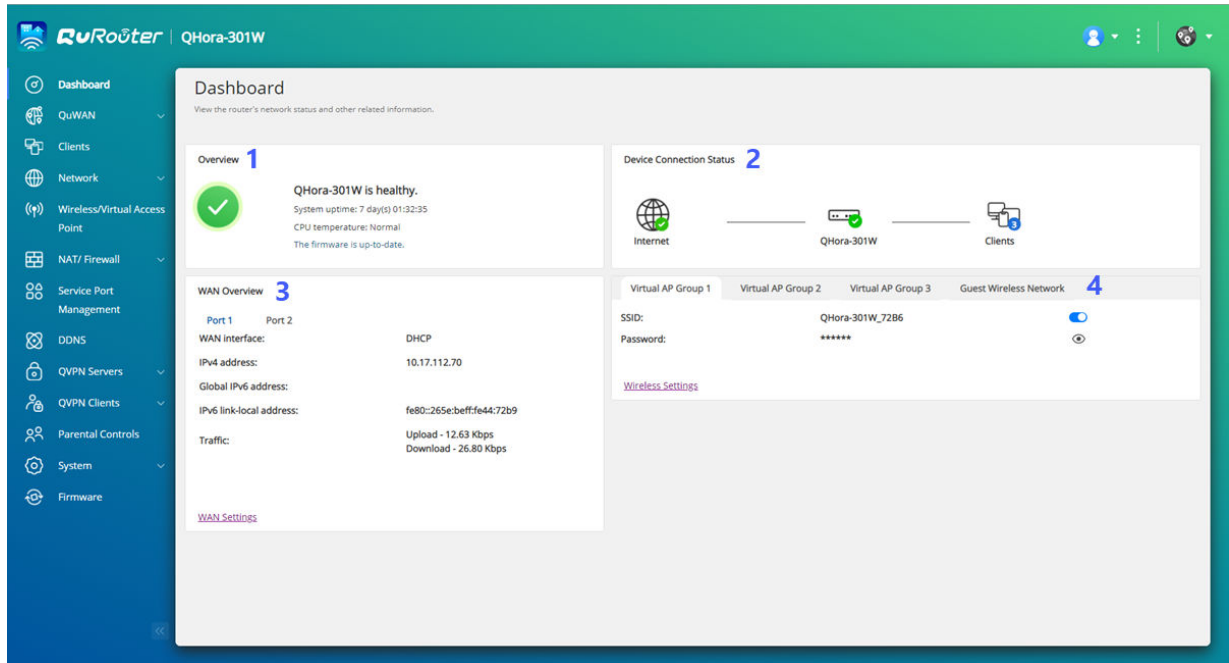 QuRouter | QHora-301W
Dashboard
QuWAN
Clients
Network
Wireless/Virtual Access
Point
NAT/ Firewall
Service Port
Management
DDNS
QVPN Servers
QVPN Clients
Parental Controls
System
Firmware
Dashboard
View the router's network status and other related information.
Overview 1
QHora-301W is healthy.
System uptime: 7 day(s) 01:32:35
CPU temperature: Normal
The firmware is up-to-date.
Device Connection Status 2
Internet QHora-301W 3 Clients
WAN Overview 3
Port 1 Port 2
WAN interface: DHCP
IPv4 address: 10.17.112.70
Global IPv6 address:
IPv6 link-local address: fe80::265e:beff:fe44:72b9
Traffic: Upload - 12.63 Kbps
Download - 26.80 Kbps
WAN Settings
Virtual AP Group 1 Virtual AP Group 2 Virtual AP Group 3 Guest Wireless Network 4
SSID: QHora-301W_72B6
Password: ******
Wireless Settings